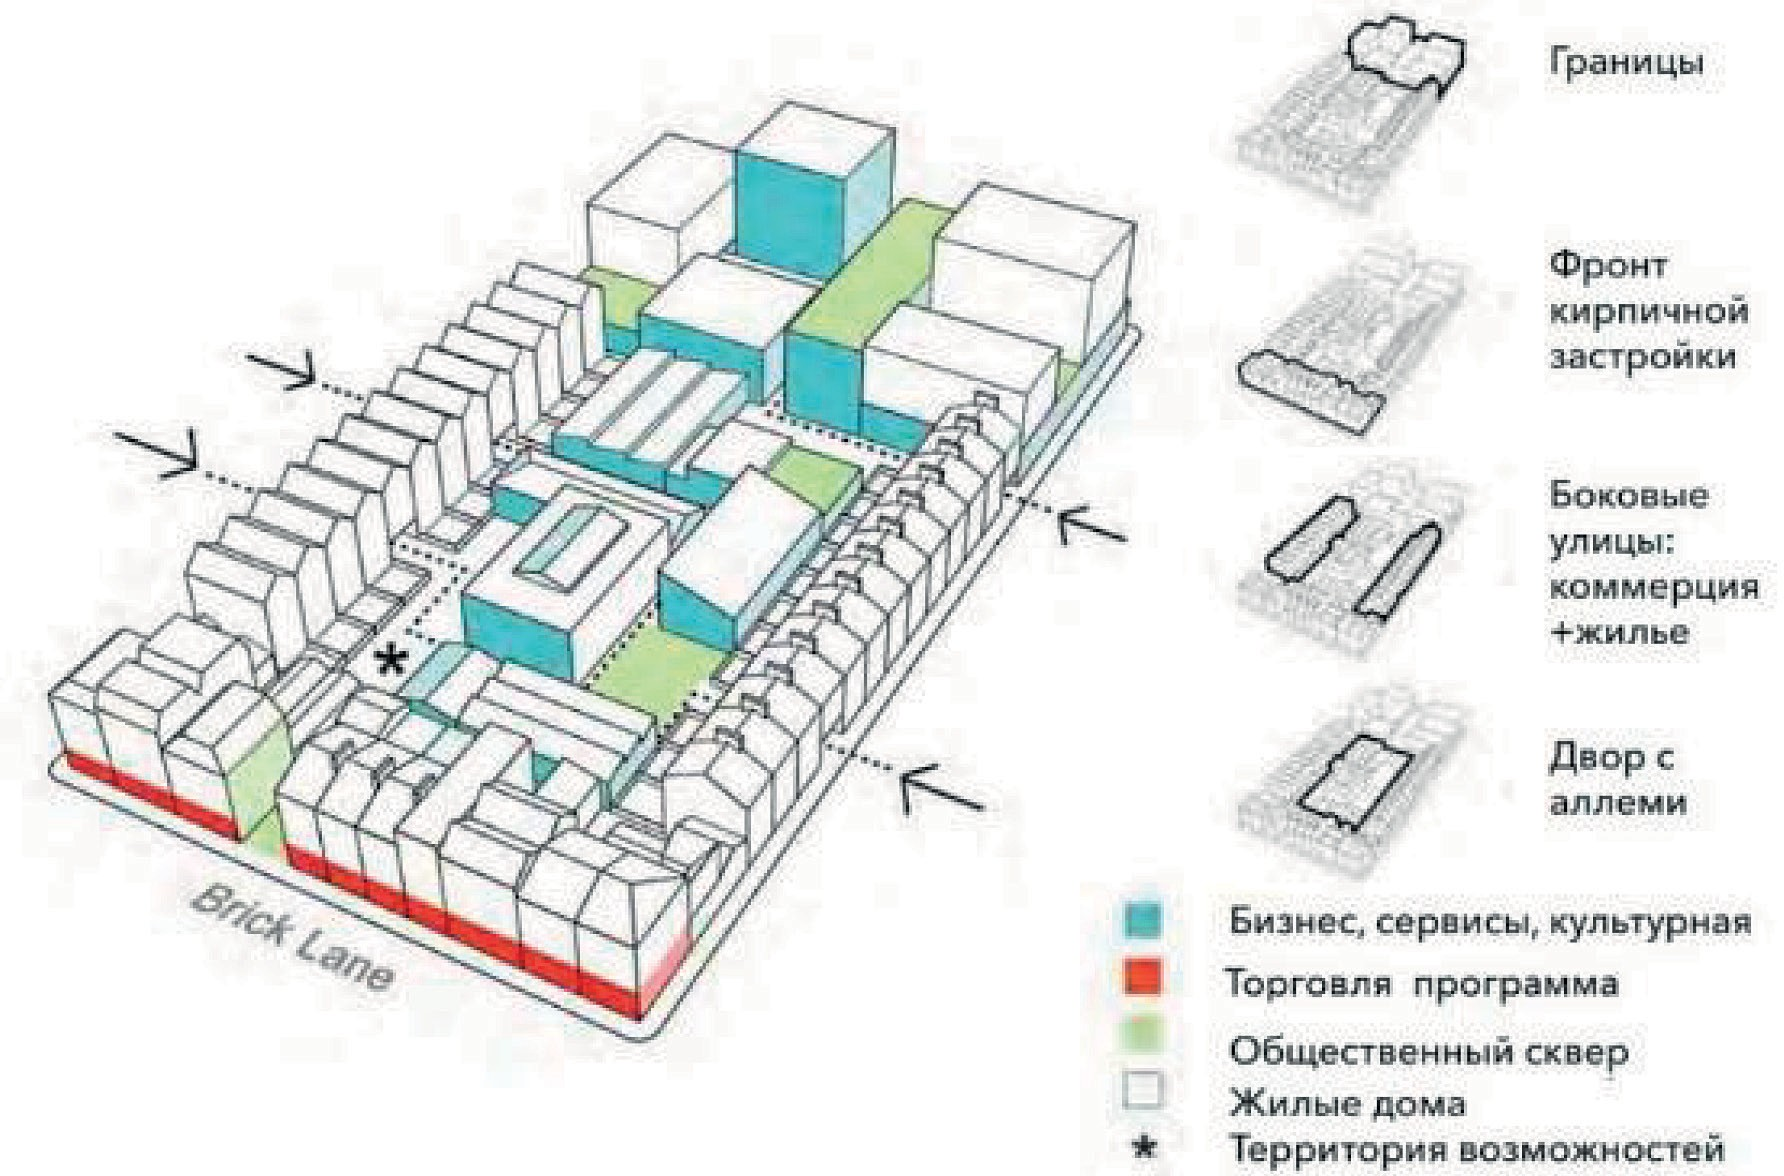 Границы
Фронт
кирпичной
застройки
Боковые
улицы:
коммерция
+жилье
Двор с
аллеми
*
Brick Lane
Бизнес, сервисы, культурная
Торговля программа
Общественный сквер
Жилые дома
* Территория возможностей